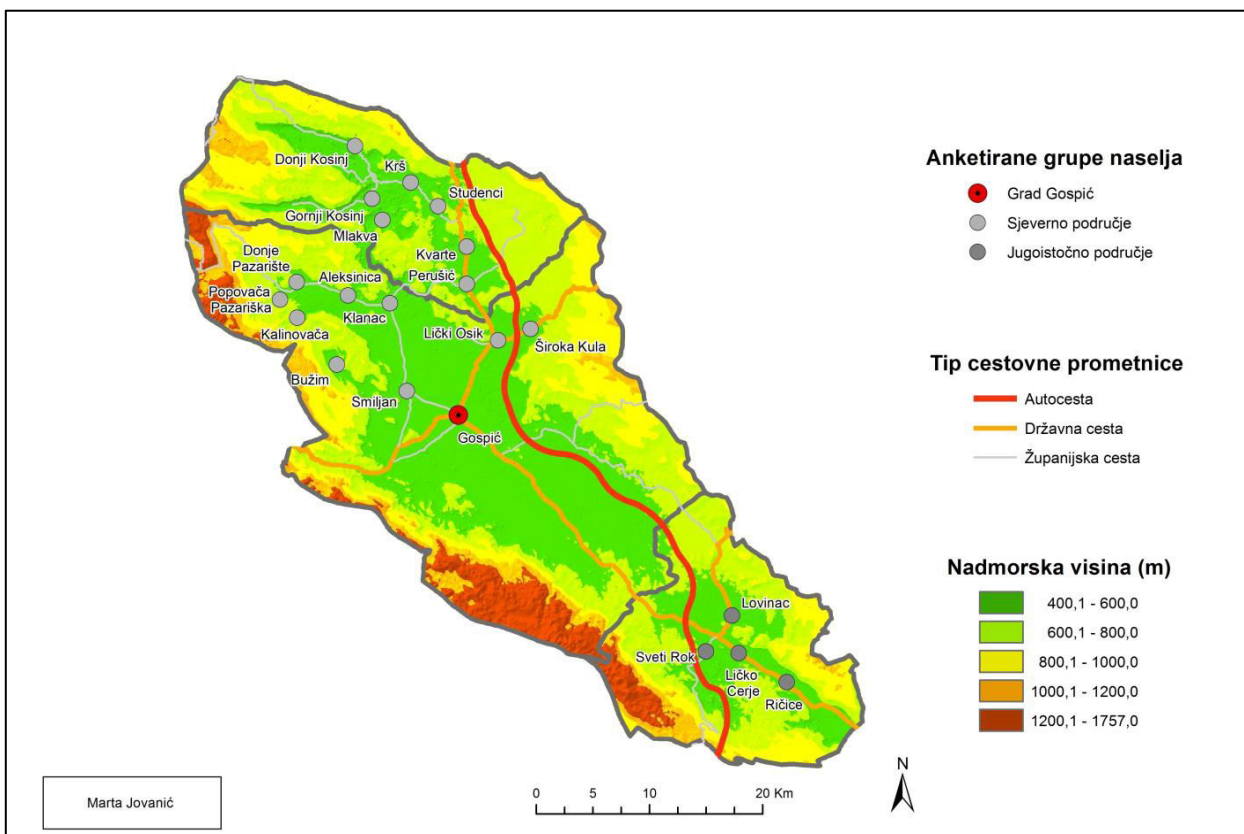 Donji Kosinj
Krš
Studenci
Gornji Kosinj
Mlakva
Kvarte
Donje
Pazarište
Aleksinica
Perušić
Popovača
Pazariška
Klanac
Kalinovača
Lički Osik
Široka Kula
Bužim
Smiljan
Gospić
Lovinac
Sveti Rok
Ličko
Cerje
Ričice
Anketirane grupe naselja
Grad Gospić
Sjeverno područje
Jugoistočno područje
Tip cestovne prometnice
Autocesta
Državna cesta
Županijska cesta
Nadmorska visina (m)
400,1 - 600,0
600,1 - 800,0
800,1 - 1000,0
1000,1 - 1200,0
1200,1 - 1757,0
Marta Jovanić
0 5 10 20 Km
N